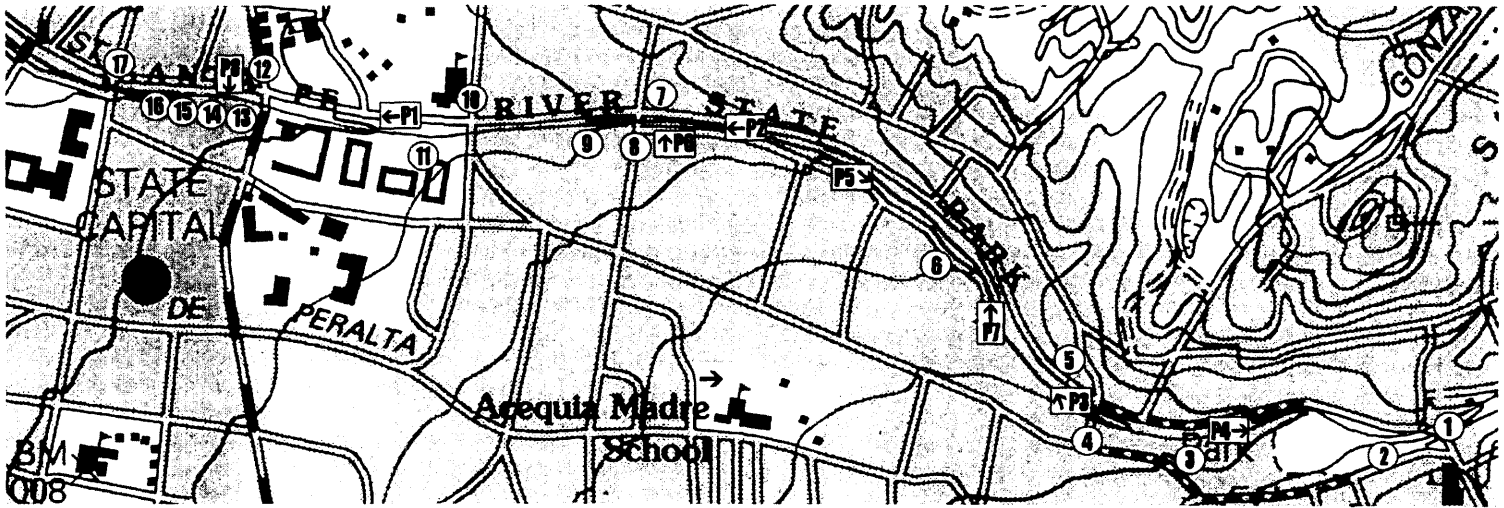 17
P8
↓
12
16
15
14
13
←P1
10
RIVER
7
STATE
GONZA
11
9
8
↑P6
←P2
P5↘
PARK
STATE
CAPITAL
6
↑
P7
DE
PERALTA
5
↑P3
→
Acequia Madre
School
4
3
P4→
2
1
BM